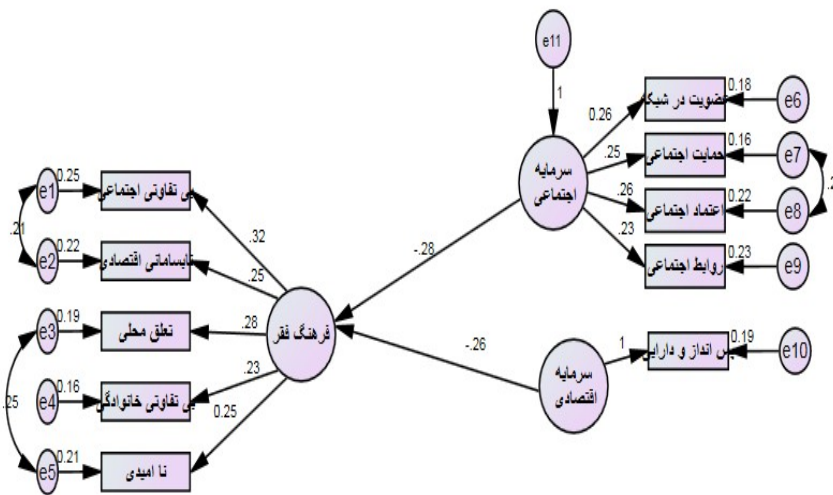 e11
1
0.26
عضویت در شبکه
0.18
e6
.25
حمایت اجتماعی
0.16
e7
سرمایه
اجتماعی
.26
اعتماد اجتماعی
0.22
e8
.23
روابط اجتماعی
0.23
e9
e1
0.25
بی تفاوتی اجتماعی
.32
.21
e2
0.22
نابسامانی اقتصادی
.25
-.28
e3
0.19
تعلق محلی
.28
فرهنگ فقر
e4
0.16
بی تفاوتی خانوادگی
.23
.25
e5
0.21
نا امیدی
0.25
-.26
سرمایه
اقتصادی
1
پس انداز و دارایی
0.19
e10